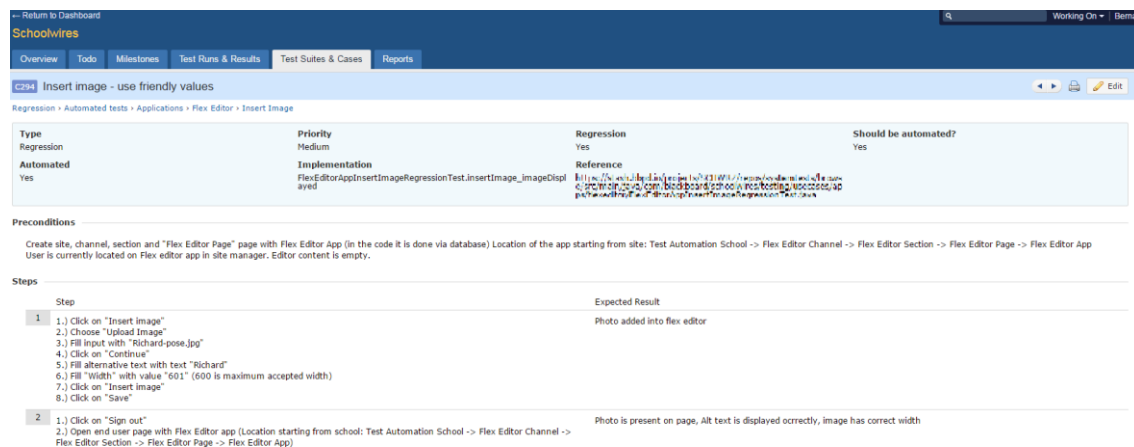 ← Return to Dashboard
Working On
Schoolwires
Overview Todo Milestones Test Runs & Results Test Suites & Cases Reports
C294 Insert image - use friendly values
Edit
Regression › Automated tests › Applications › Flex Editor › Insert Image
Type Priority Regression Should be automated?
Regression Medium Yes Yes
Automated Implementation Reference
Yes FlexEditorAppInsertImageRegressionTest.insertImage_imageDispl
ayed
Preconditions
Create site, channel, section and "Flex Editor Page" page with Flex Editor App (in the code it is done via database) Location of the app starting from site: Test Automation School -> Flex Editor Channel -> Flex Editor Section -> Flex Editor Page -> Flex Editor App
User is currently located on Flex editor app in site manager. Editor content is empty.
Steps
Step Expected Result
1 1.) Click on "Insert image" Photo added into flex editor
2.) Choose "Upload Image"
3.) Fill input with "Richard-pose.jpg"
4.) Click on "Continue"
5.) Fill alternative text with text "Richard"
6.) Fill "Width" with value "601" (600 is maximum accepted width)
7.) Click on "Insert image"
8.) Click on "Save"
2 1.) Click on "Sign out" Photo is present on page, Alt text is displayed ocrrectly, image has correct width
2.) Open end user page with Flex Editor app (Location starting from school: Test Automation School -> Flex Editor Channel ->
Flex Editor Section -> Flex Editor Page -> Flex Editor App)